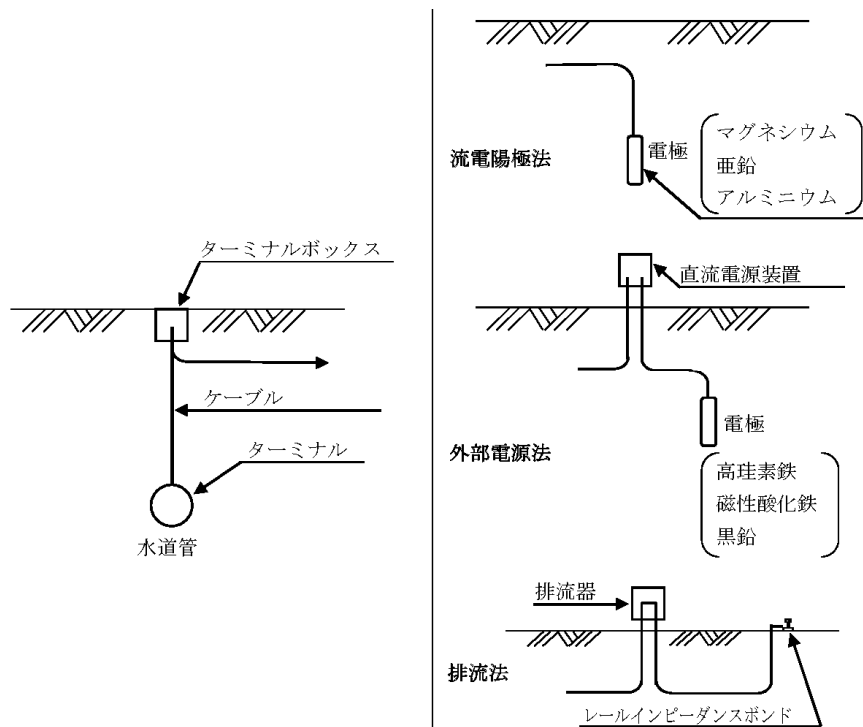 ターミナルボックス
ケーブル
ターミナル
水道管
流電陽極法
電極
マグネシウム
亜鉛
アルミニウム
直流電源装置
外部電源法
電極
高珪素鉄
磁性酸化鉄
黒鉛
排流器
排流法
レールインピーダンスボンド